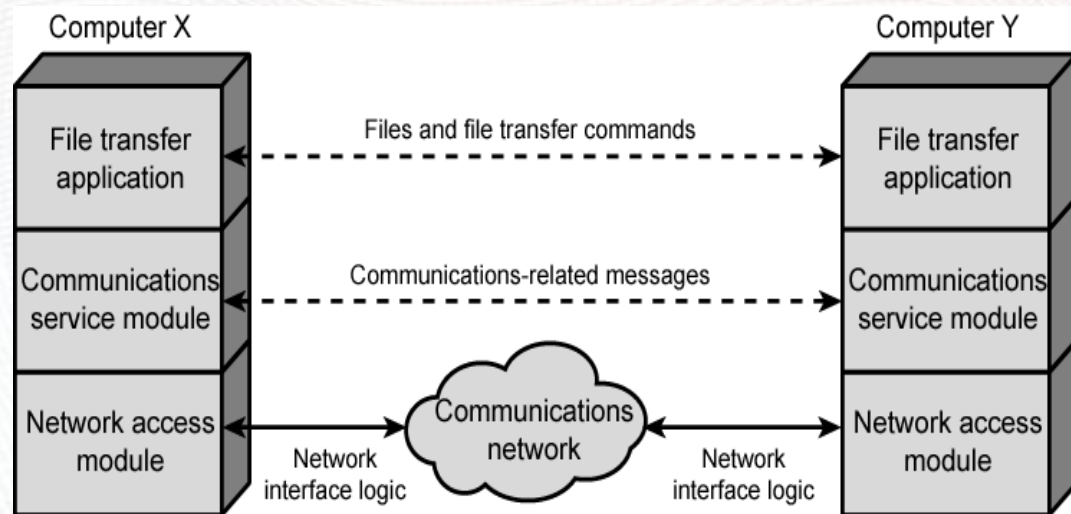 Computer X
Computer Y
File transfer
application
Files and file transfer commands
File transfer
application
Communications
service module
Communications-related messages
Communications
service module
Network access
module
Network
interface logic
Communications
network
Network
interface logic
Network access
module